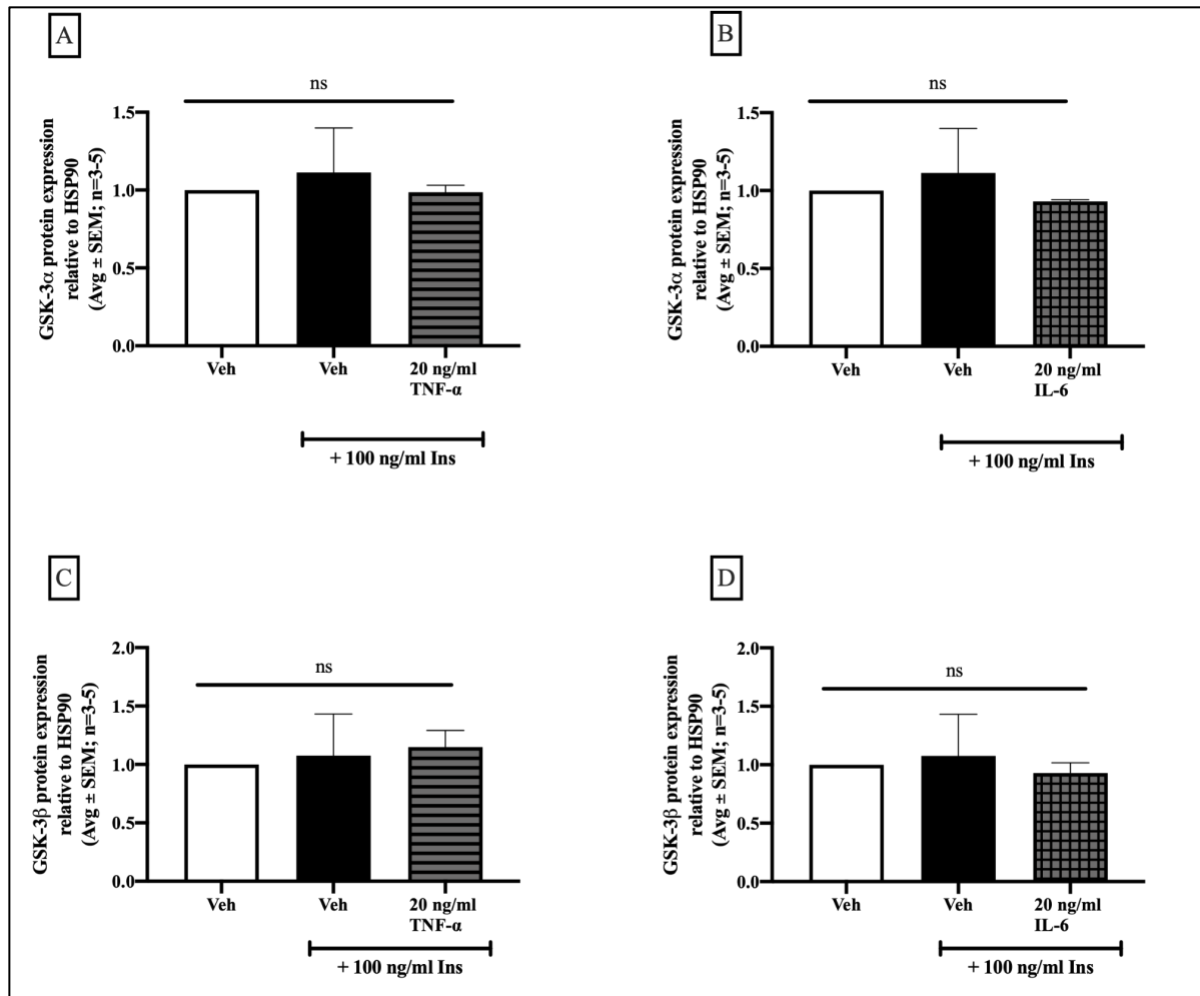 A
ns
GSK-3α protein expression
relative to HSP90
(Avg ± SEM; n=3-5)
1.5
1.0
0.5
0.0
Veh
Veh
20 ng/ml
TNF-α
+ 100 ng/ml Ins
B
ns
GSK-3α protein expression
relative to HSP90
(Avg ± SEM; n=3-5)
1.5
1.0
0.5
0.0
Veh
Veh
20 ng/ml
IL-6
+ 100 ng/ml Ins
C
ns
GSK-3β protein expression
relative to HSP90
(Avg ± SEM; n=3-5)
2.0
1.5
1.0
0.5
0.0
Veh
Veh
20 ng/ml
TNF-α
+ 100 ng/ml Ins
D
ns
GSK-3β protein expression
relative to HSP90
(Avg ± SEM; n=3-5)
2.0
1.5
1.0
0.5
0.0
Veh
Veh
20 ng/ml
IL-6
+ 100 ng/ml Ins